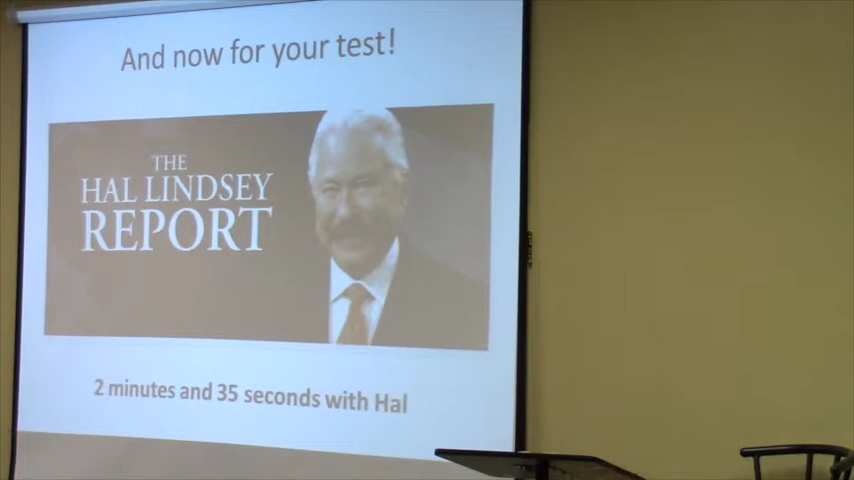 And now for your test!
THE
HAL LINDSEY
REPORT
2 minutes and 35 seconds with Hal